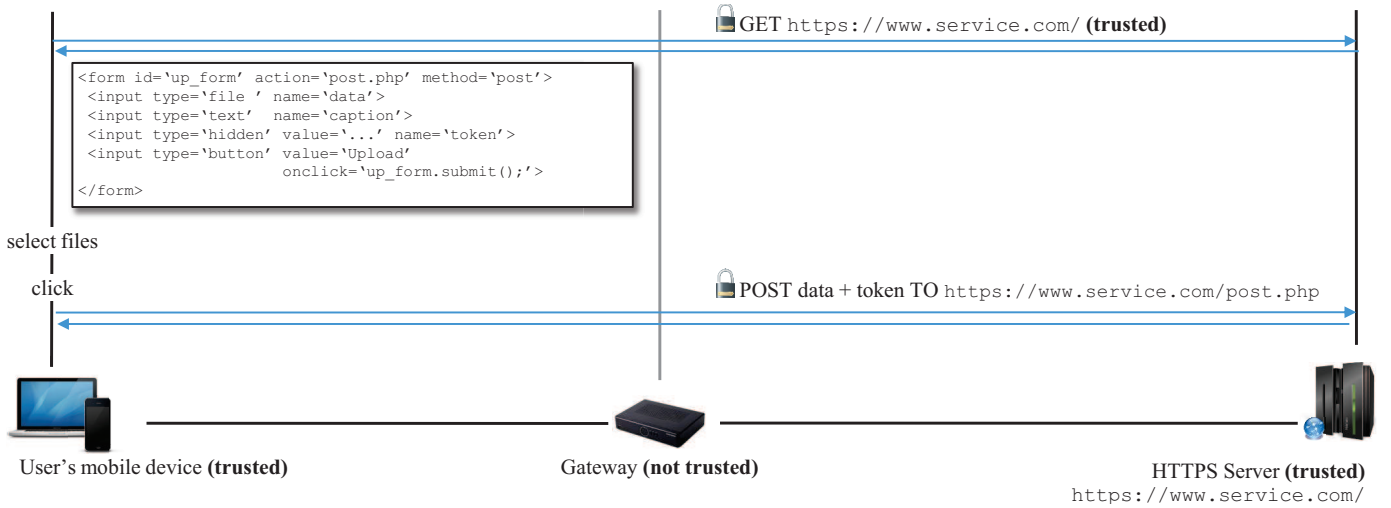 GET https://www.service.com/ (trusted)
<form id=‘up_form’ action=‘post.php’ method=‘post’>
<input type=‘file ’ name=‘data’>
<input type=‘text’ name=‘caption’>
<input type=‘hidden’ value=‘...’ name=‘token’>
<input type=‘button’ value=‘Upload’
onclick=‘up_form.submit();’>
</form>
select files
click
POST data + token TO https://www.service.com/post.php
User’s mobile device (trusted)
Gateway (not trusted)
HTTPS Server (trusted)
https://www.service.com/